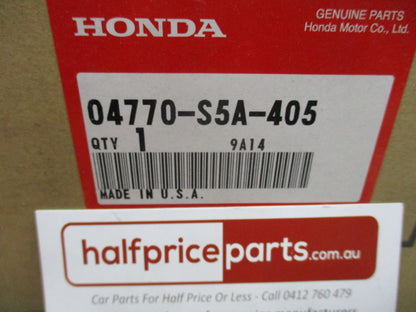 HONDA
GENUINE PARTS
Honda Motor Co., Ltd.
04770-S5A-405
QTY 1 9A14
MADE IN U.S.A.
halfpriceparts.com.au
Car Parts For Half Price Or Less - Call 0412 760 479
manufacturers